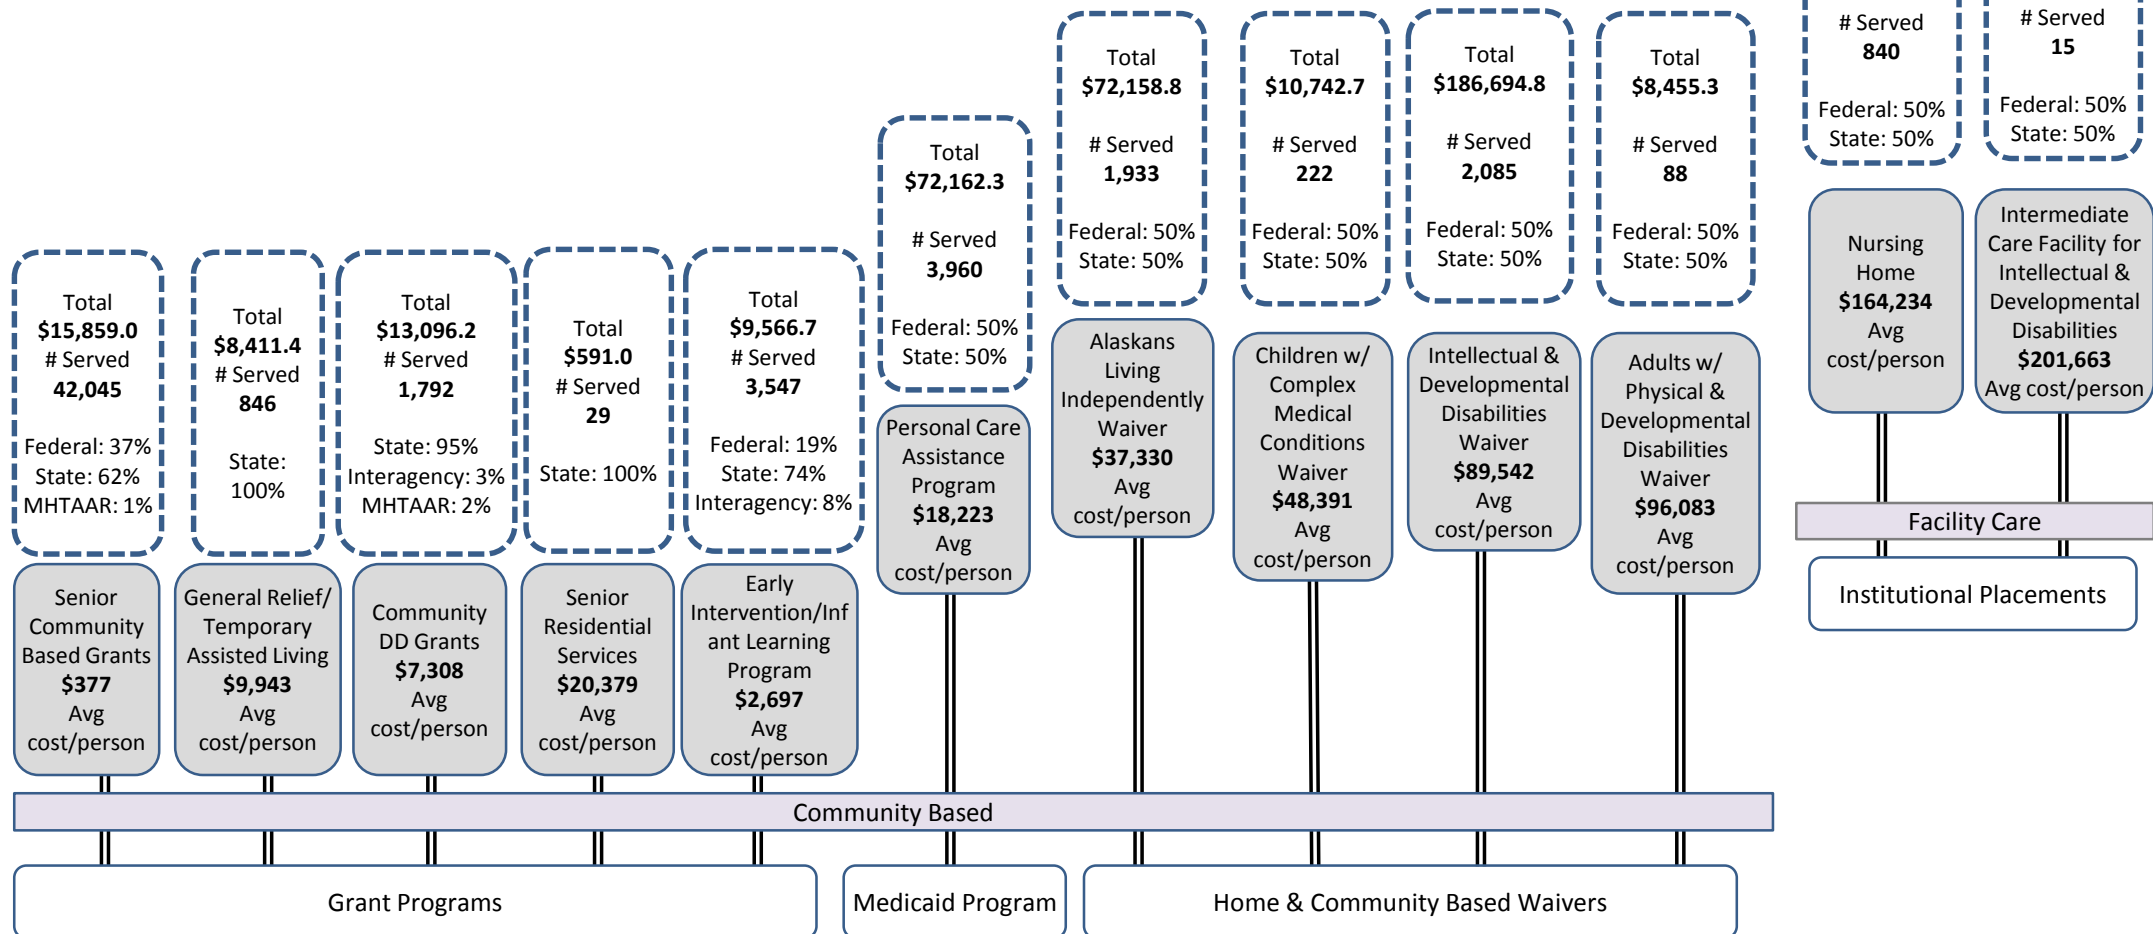 Total
$15,859.0
# Served
42,045
Federal: 37%
State: 62%
MHTAAR: 1%
Senior
Community
Based Grants
$377
Avg
cost/person
Total
$8,411.4
# Served
846
State:
100%
General Relief/
Temporary
Assisted Living
$9,943
Avg
cost/person
Total
$13,096.2
# Served
1,792
State: 95%
Interagency: 3%
MHTAAR: 2%
Community
DD Grants
$7,308
Avg
cost/person
Total
$591.0
# Served
29
State: 100%
Senior
Residential
Services
$20,379
Avg
cost/person
Total
$9,566.7
# Served
3,547
Federal: 19%
State: 74%
Interagency: 8%
Early
Intervention/Inf
ant Learning
Program
$2,697
Avg
cost/person
Total
$72,162.3
# Served
3,960
Federal: 50%
State: 50%
Personal Care
Assistance
Program
$18,223
Avg
cost/person
Total
$72,158.8
# Served
1,933
Federal: 50%
State: 50%
Alaskans
Living
Independently
Waiver
$37,330
Avg
cost/person
Total
$10,742.7
# Served
222
Federal: 50%
State: 50%
Children w/
Complex
Medical
Conditions
Waiver
$48,391
Avg
cost/person
Total
$186,694.8
# Served
2,085
Federal: 50%
State: 50%
Intellectual &
Developmental
Disabilities
Waiver
$89,542
Avg
cost/person
Total
$8,455.3
# Served
88
Federal: 50%
State: 50%
Adults w/
Physical &
Developmental
Disabilities
Waiver
$96,083
Avg
cost/person
# Served
840
Federal: 50%
State: 50%
Nursing
Home
$164,234
Avg
cost/person
# Served
15
Federal: 50%
State: 50%
Intermediate
Care Facility for
Intellectual &
Developmental
Disabilities
$201,663
Avg cost/person
Facility Care
Institutional Placements
Community Based
Grant Programs
Medicaid Program
Home & Community Based Waivers